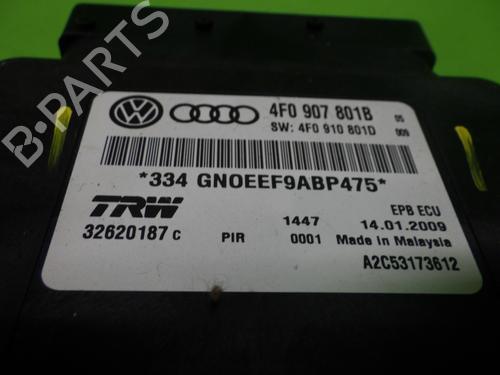 B-PARTS
4F0 907 801B 05
SW: 4F0 910 801D 009
*334 GNOEEF9ABP475*
TRW EPB ECU
32620187 C PIR 1447 14.01.2009
0001 Made in Malaysia
A2C53173612